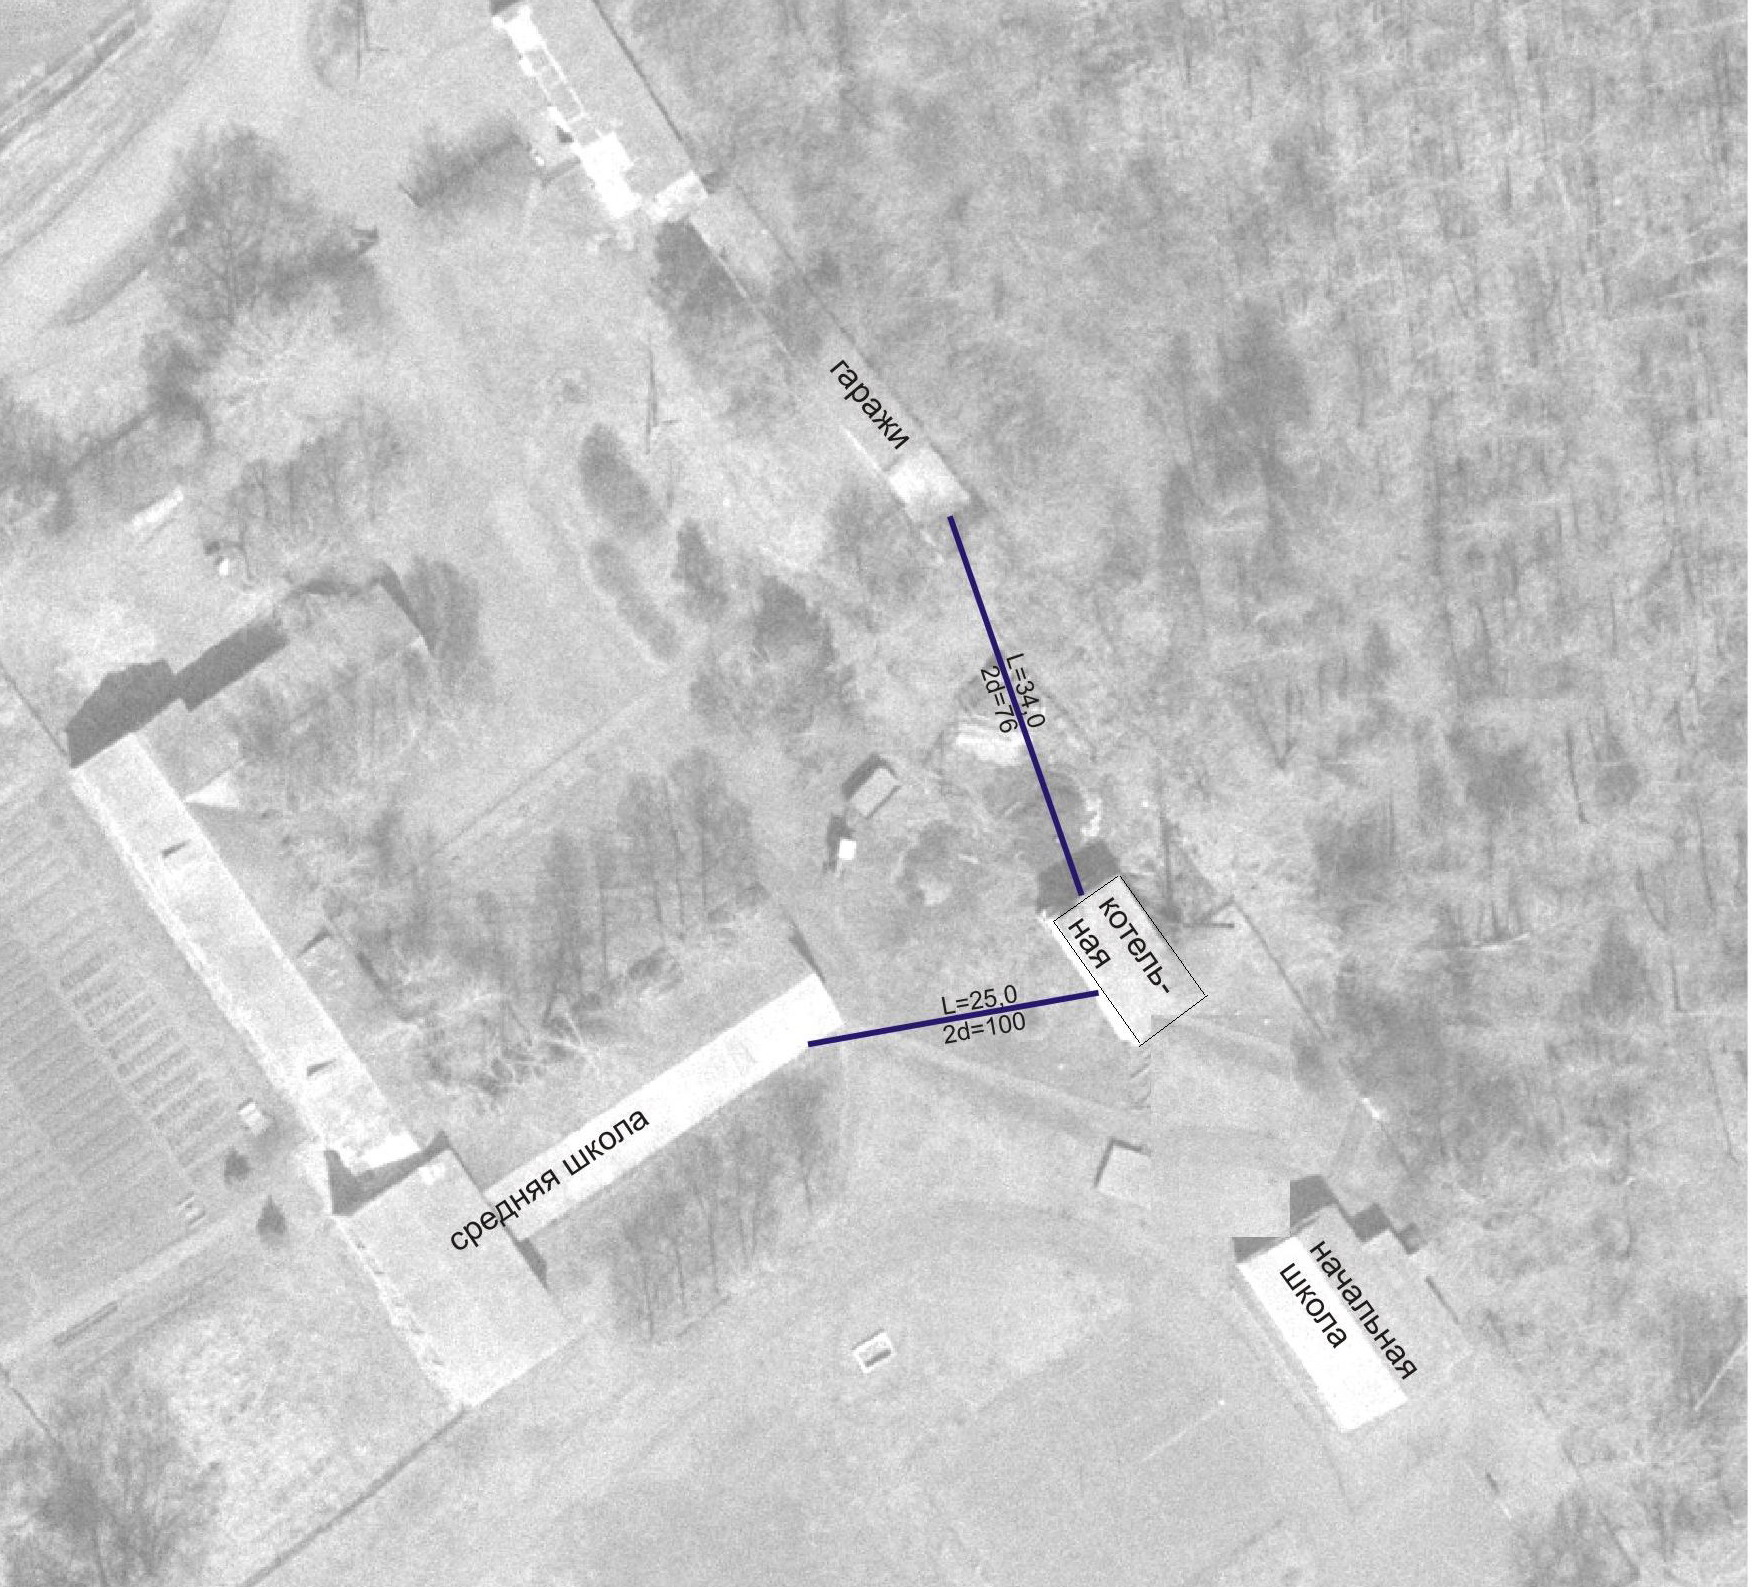 гаражи
L=34,0
2d=76
котель-
ная
L=25,0
2d=100
средняя школа
начальная
школа